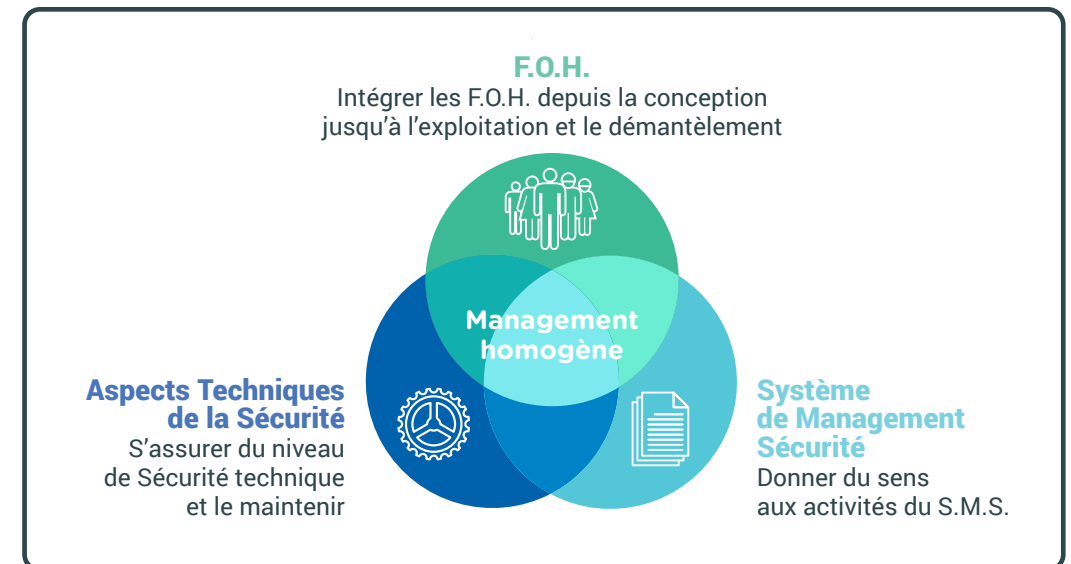 F.O.H.
Intégrer les F.O.H. depuis la conception
jusqu’à l’exploitation et le démantèlement
Management
homogène
Aspects Techniques
de la Sécurité
S’assurer du niveau
de Sécurité technique
et le maintenir
Système
de Management
Sécurité
Donner du sens
aux activités du S.M.S.